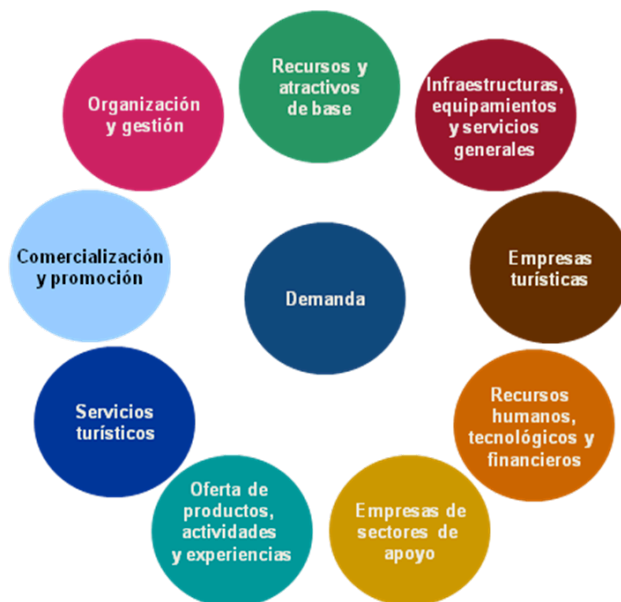 Recursos y
atractivos
de base
Infraestructuras,
equipamientos
y servicios
generales
Empresas
turísticas
Recursos
humanos,
tecnológicos y
financieros
Empresas de
sectores de
apoyo
Oferta de
productos,
actividades
y experiencias
Servicios
turísticos
Comercialización
y promoción
Organización
y gestión
Demanda